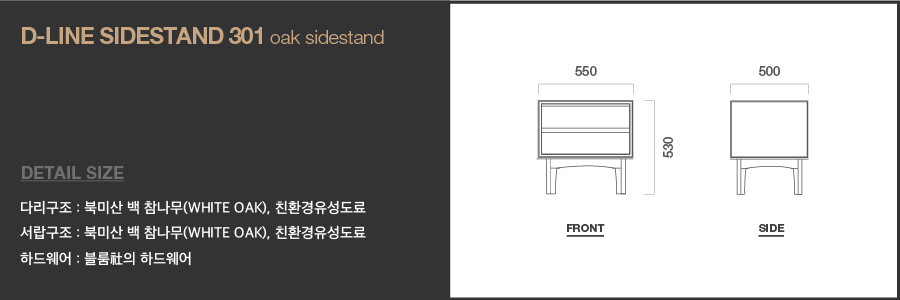 D-LINE SIDESTAND 301 oak sidestand
DETAIL SIZE
다리구조 : 북미산 백 참나무(WHITE OAK), 친환경유성도료
서랍구조 : 북미산 백 참나무(WHITE OAK), 친환경유성도료
하드웨어 : 블룸社의 하드웨어
550
500
530
FRONT
SIDE